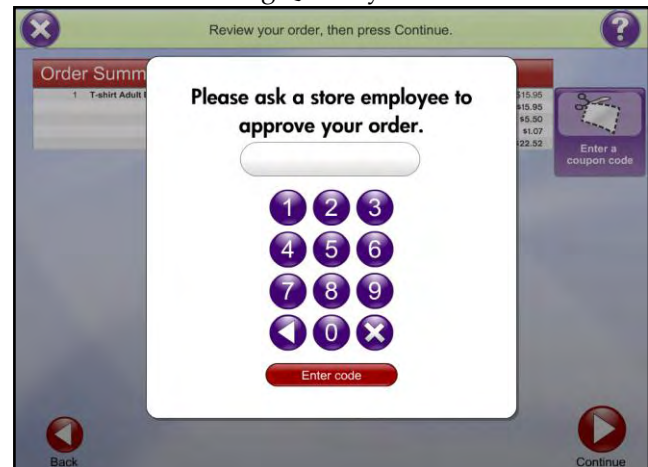 Review your order, then press Continue.
?
Order Summ
1 T-shirt Adult
$15.95
$15.95
$5.50
$1.07
22.52
Enter a
coupon code
Please ask a store employee to
approve your order.
1 2 3
4 5 6
7 8 9
0
Enter code
Back
Continue